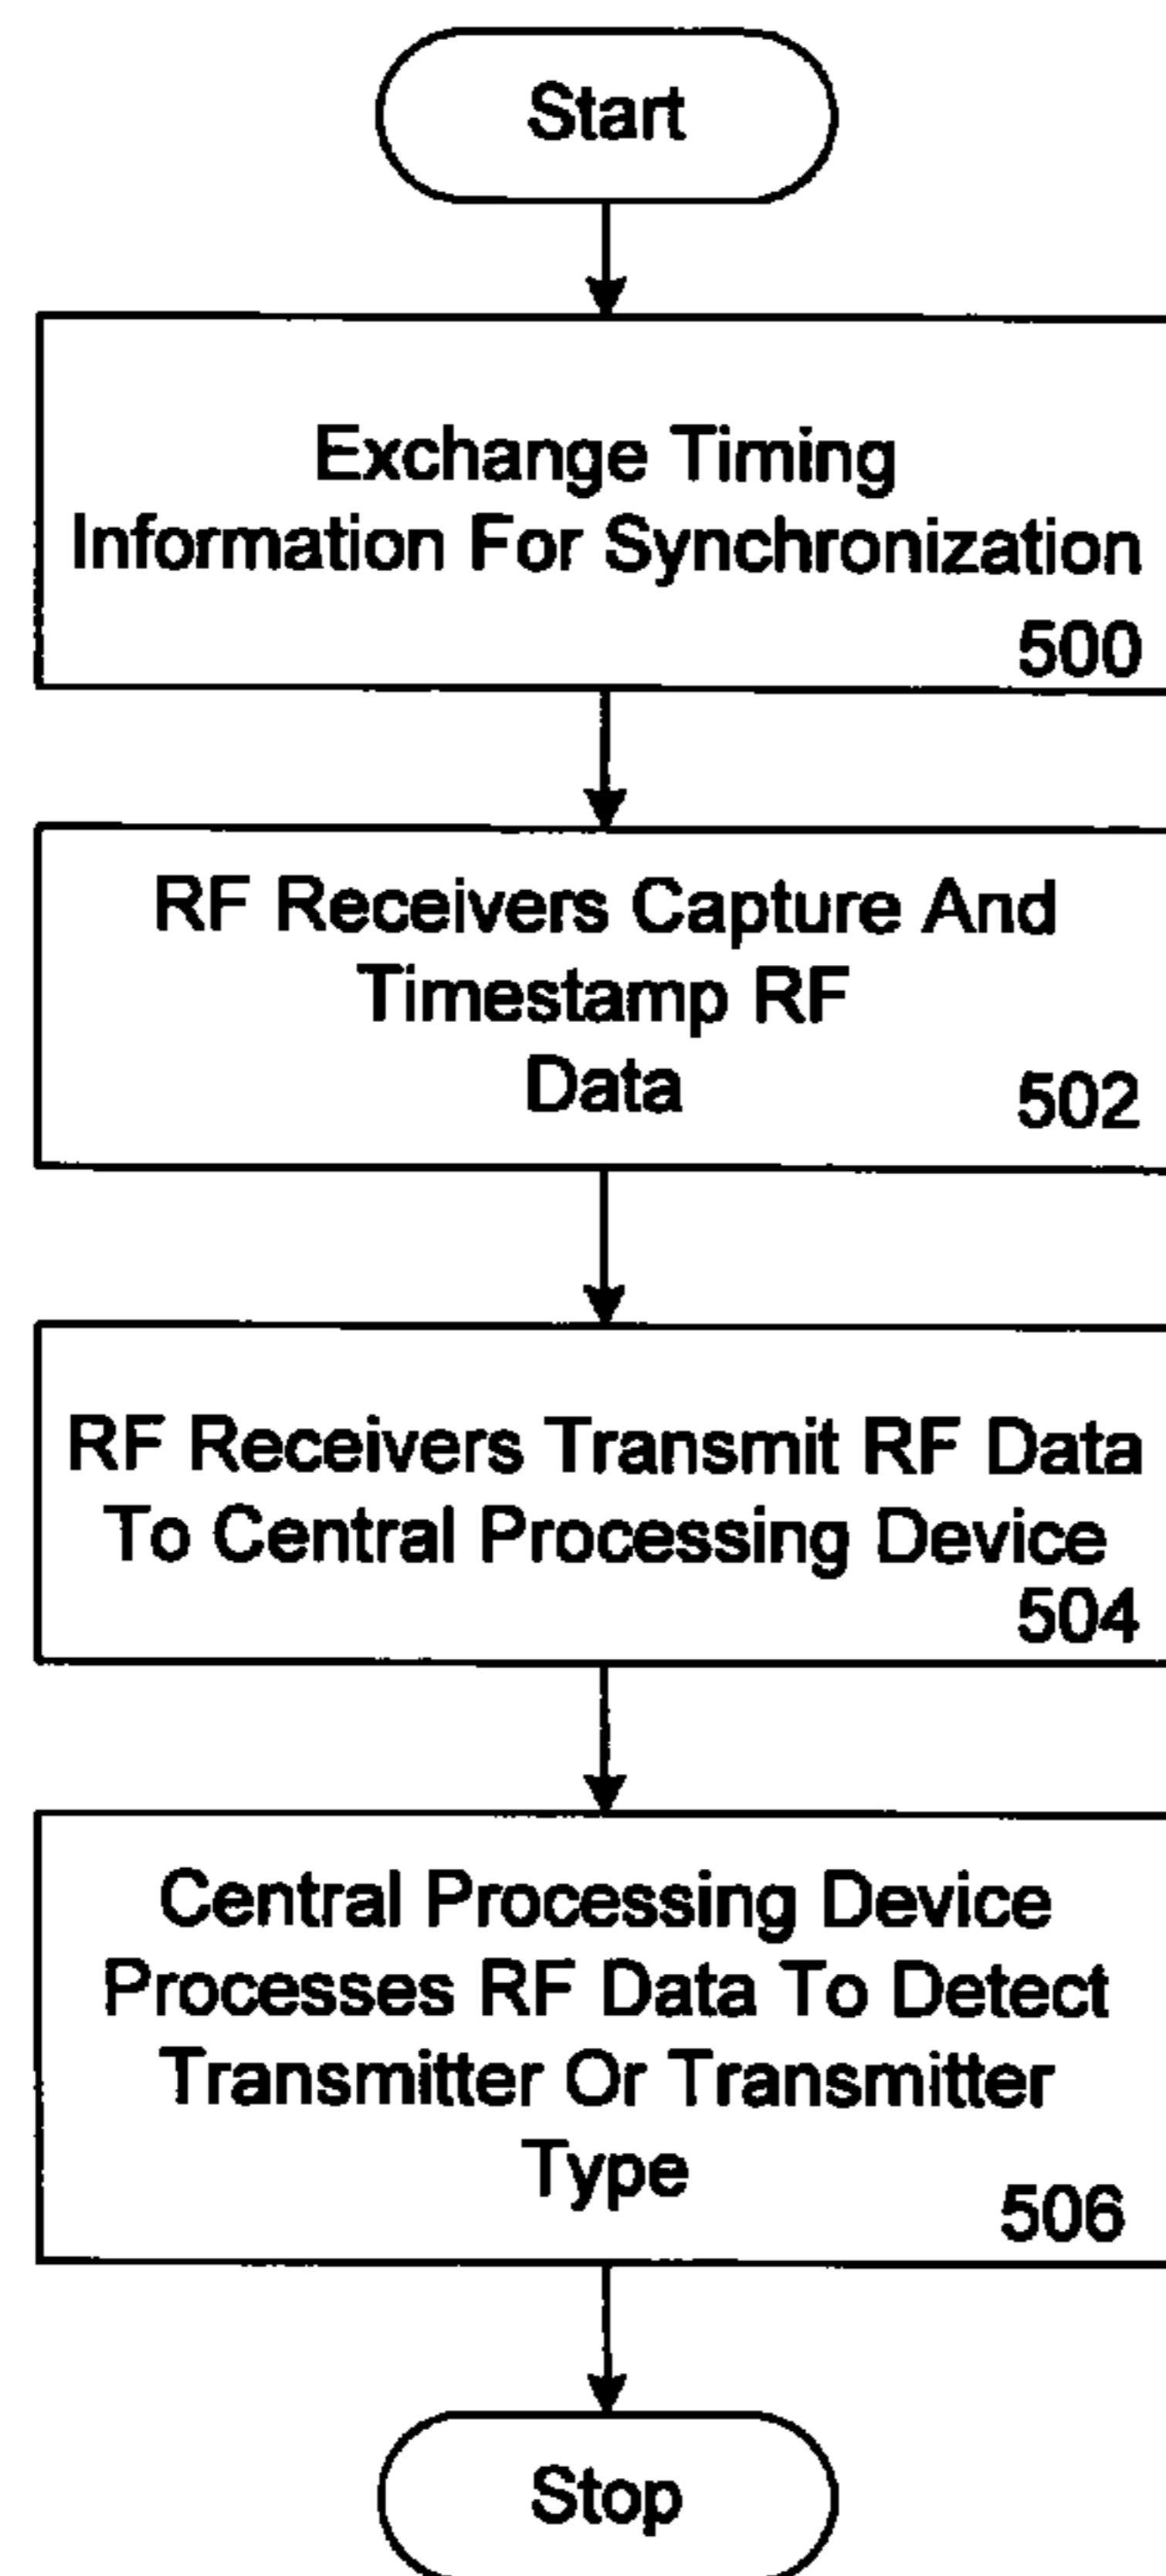 Start
Exchange Timing
Information For Synchronization
500
RF Receivers Capture And
Timestamp RF
Data
502
RF Receivers Transmit RF Data
To Central Processing Device
504
Central Processing Device
Processes RF Data To Detect
Transmitter Or Transmitter
Type
506
Stop